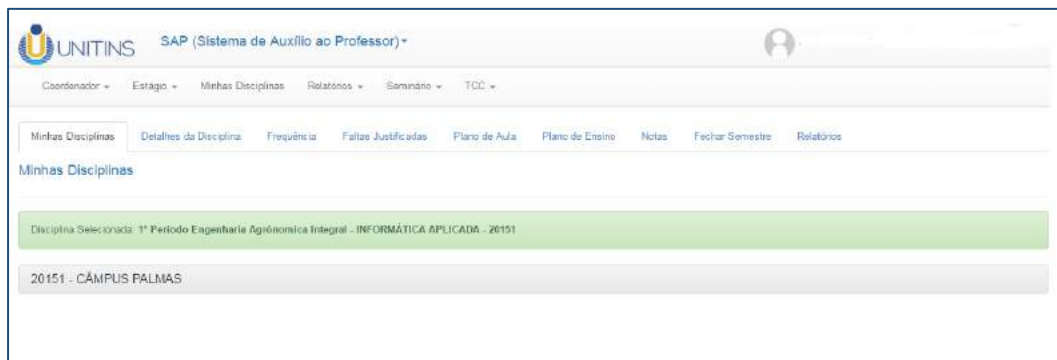 UNITINS SAP (Sistema de Auxílio ao Professor)
Coordenador Estágio Minhas Disciplinas Relatórios Seminário TCC
Minhas Disciplinas Detalhes da Disciplina Frequência Faltas Justificadas Plano de Aula Plano de Ensino Notas Fechar Semestre Relatórios
Minhas Disciplinas
Disciplina Selecionada: 1º Período Engenharia Agrônomica Integral - INFORMÁTICA APLICADA - 20151
20151 - CÂMPUS PALMAS